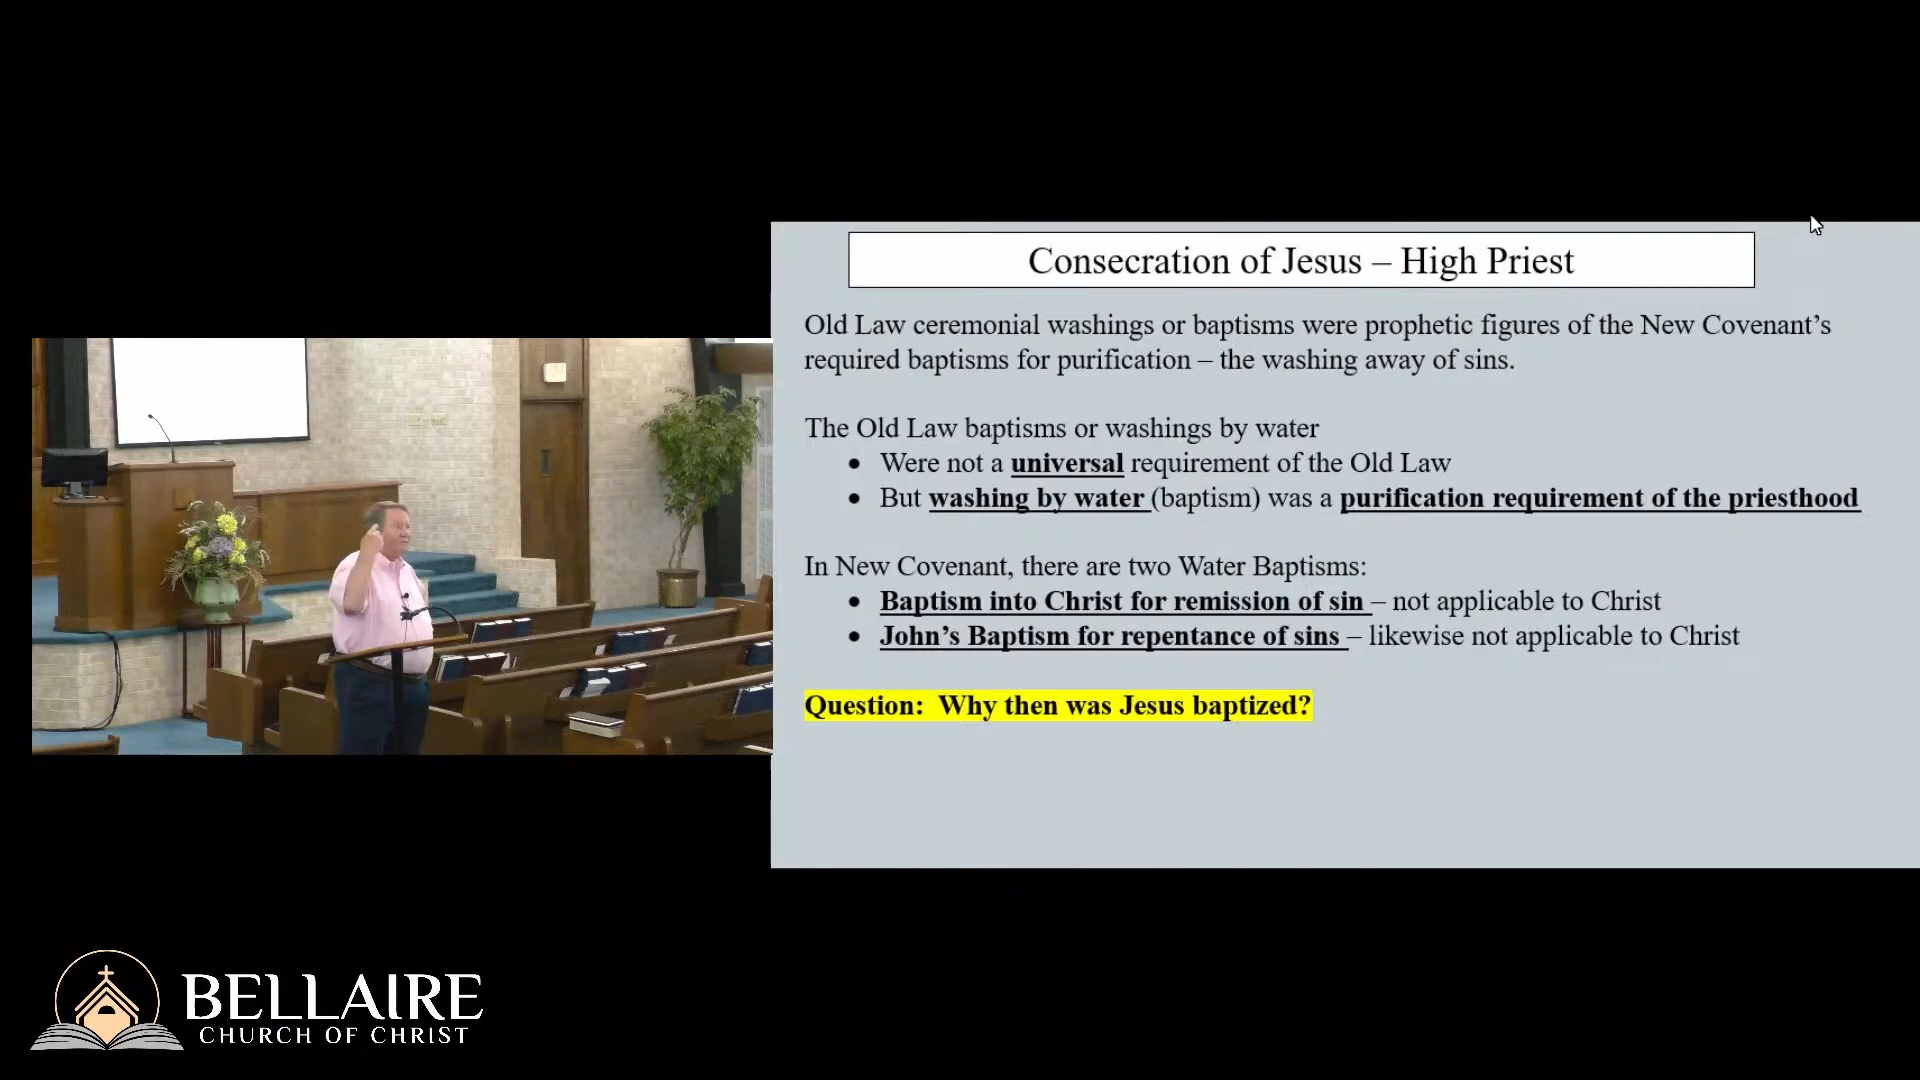 Consecration of Jesus – High Priest
Old Law ceremonial washings or baptisms were prophetic figures of the New Covenant’s
required baptisms for purification – the washing away of sins.
The Old Law baptisms or washings by water
• Were not a universal requirement of the Old Law
• But washing by water (baptism) was a purification requirement of the priesthood
In New Covenant, there are two Water Baptisms:
• Baptism into Christ for remission of sin – not applicable to Christ
• John’s Baptism for repentance of sins – likewise not applicable to Christ
Question: Why then was Jesus baptized?
BELLAIRE
CHURCH OF CHRIST